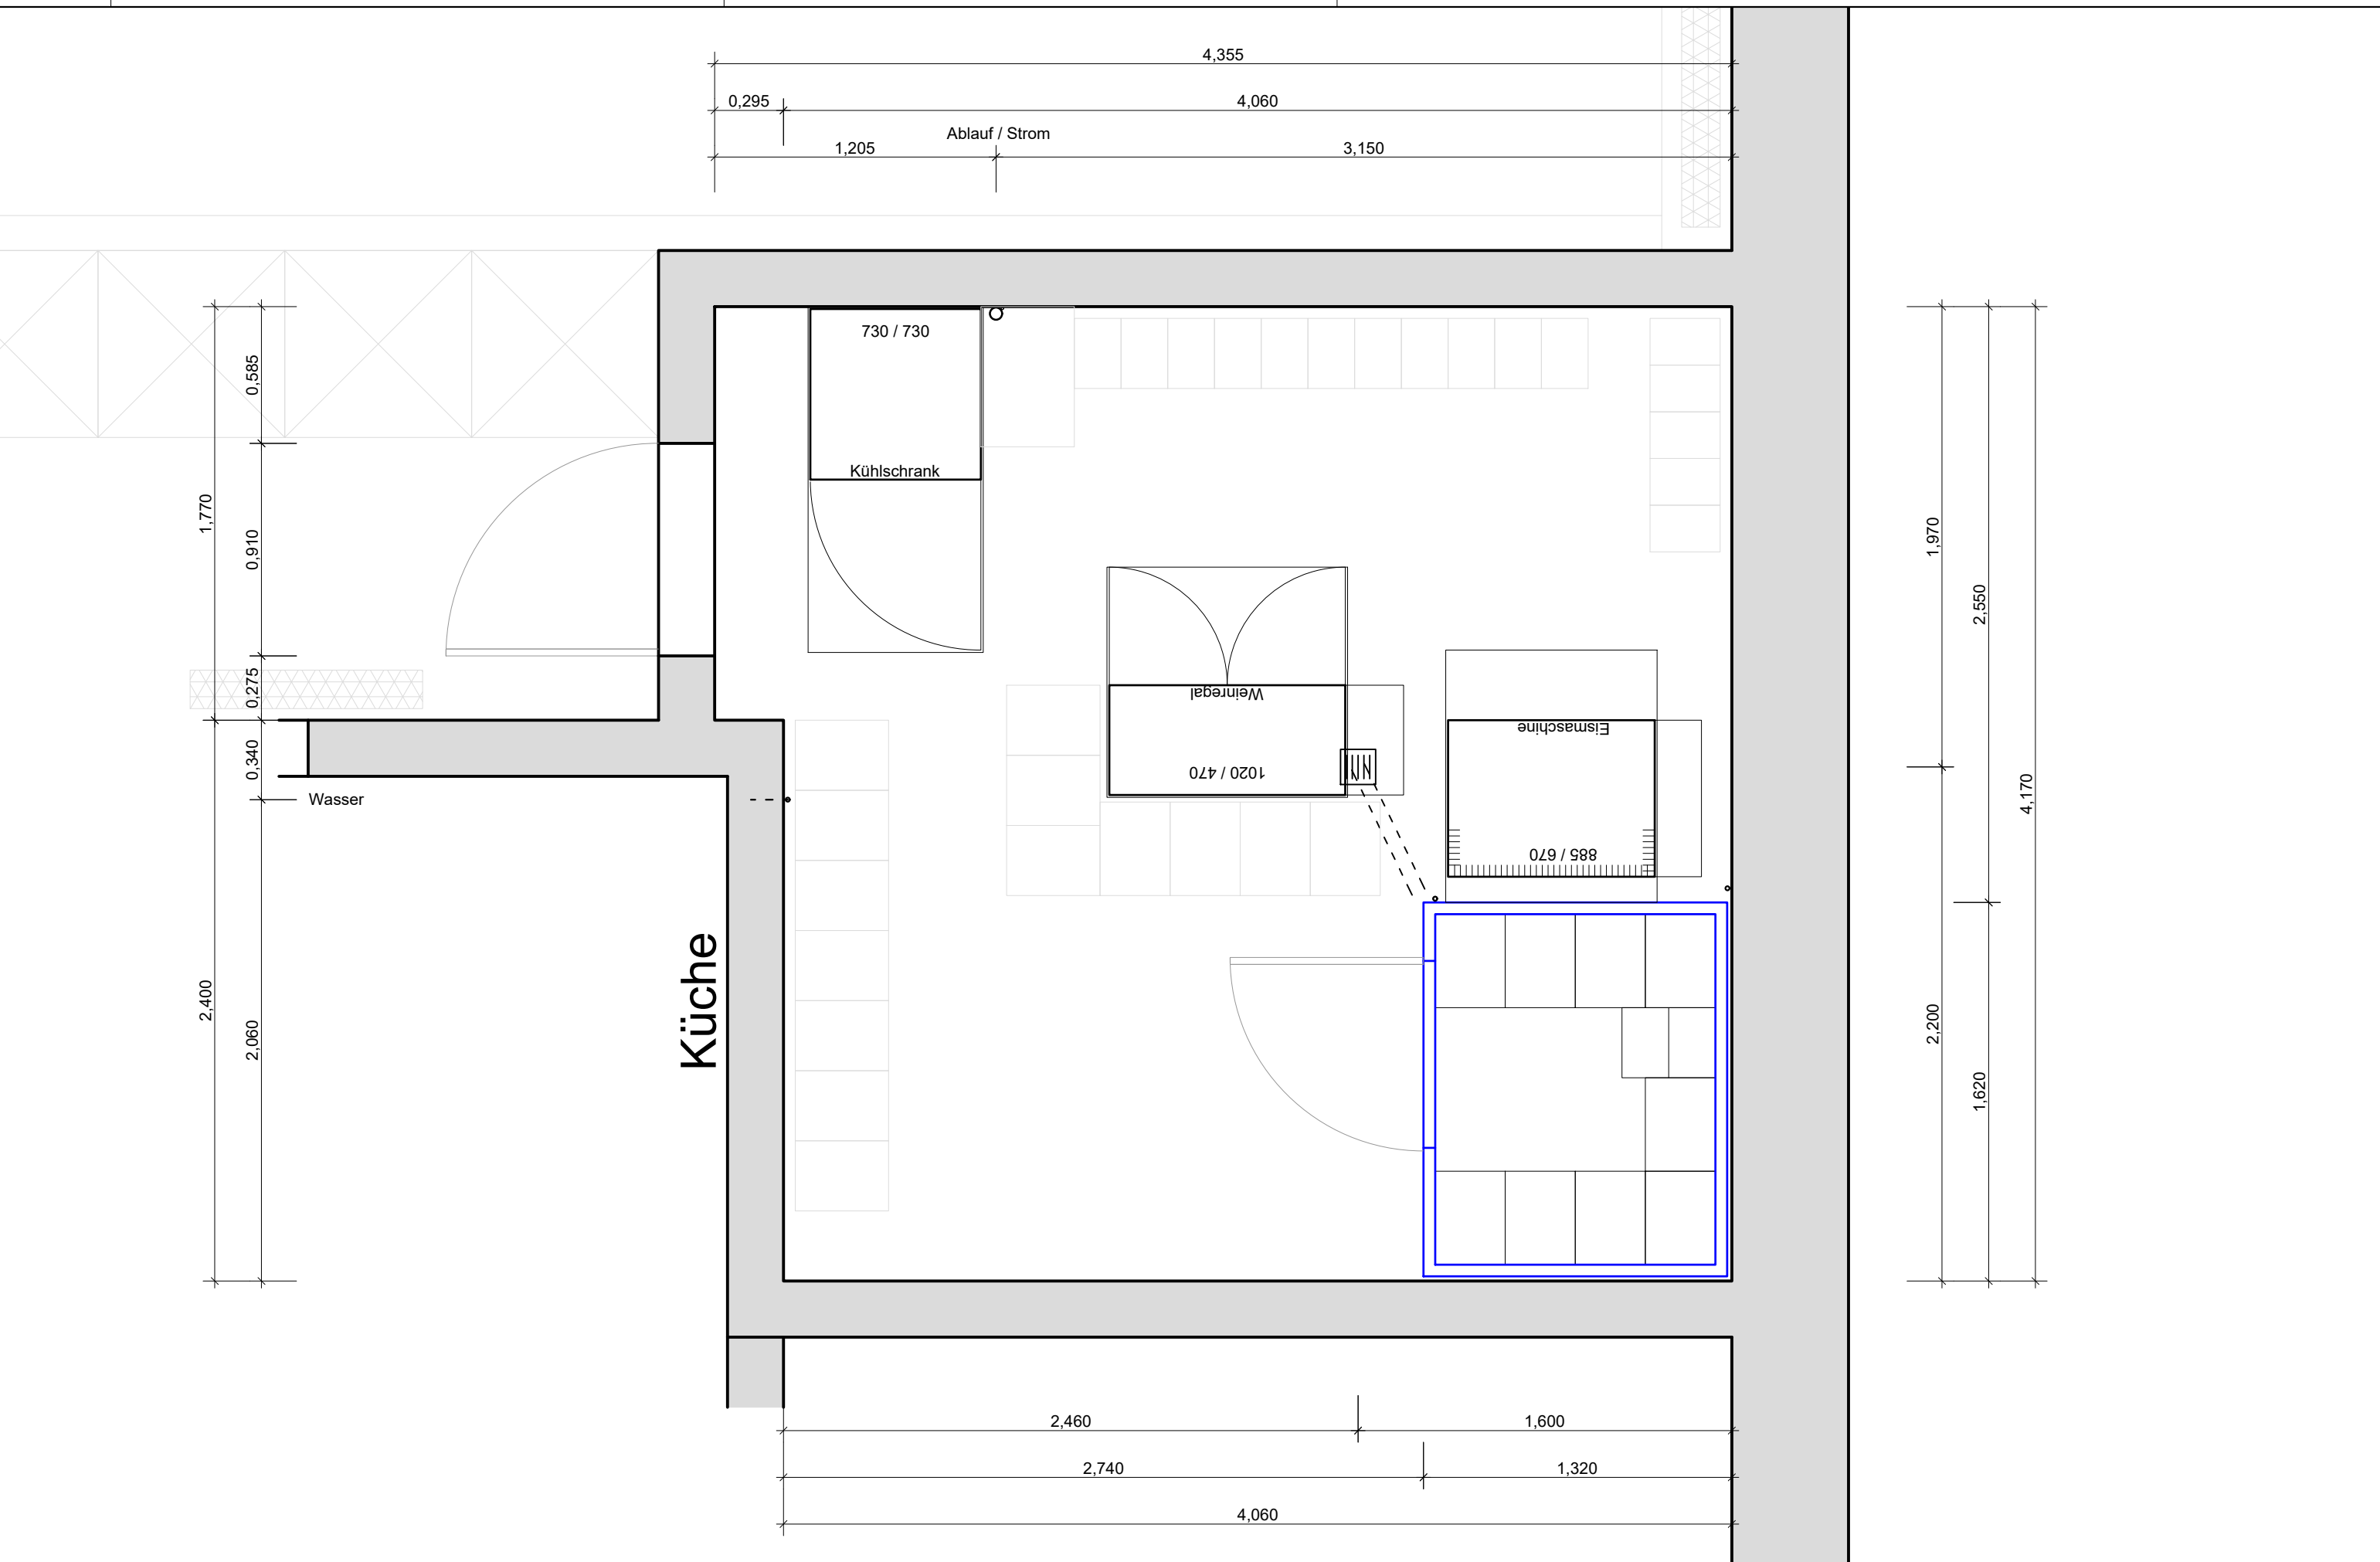 4,355
0,295
4,060
Ablauf / Strom
1,205
3,150
730 / 730
Kühlschrank
0,585
1,770
0,910
0,275
0,340
Wasser
2,400
2,060
Weinregal
1020 / 470
Eismaschine
885 / 670
Küche
1,970
2,550
4,170
2,200
1,620
2,460
1,600
2,740
1,320
4,060